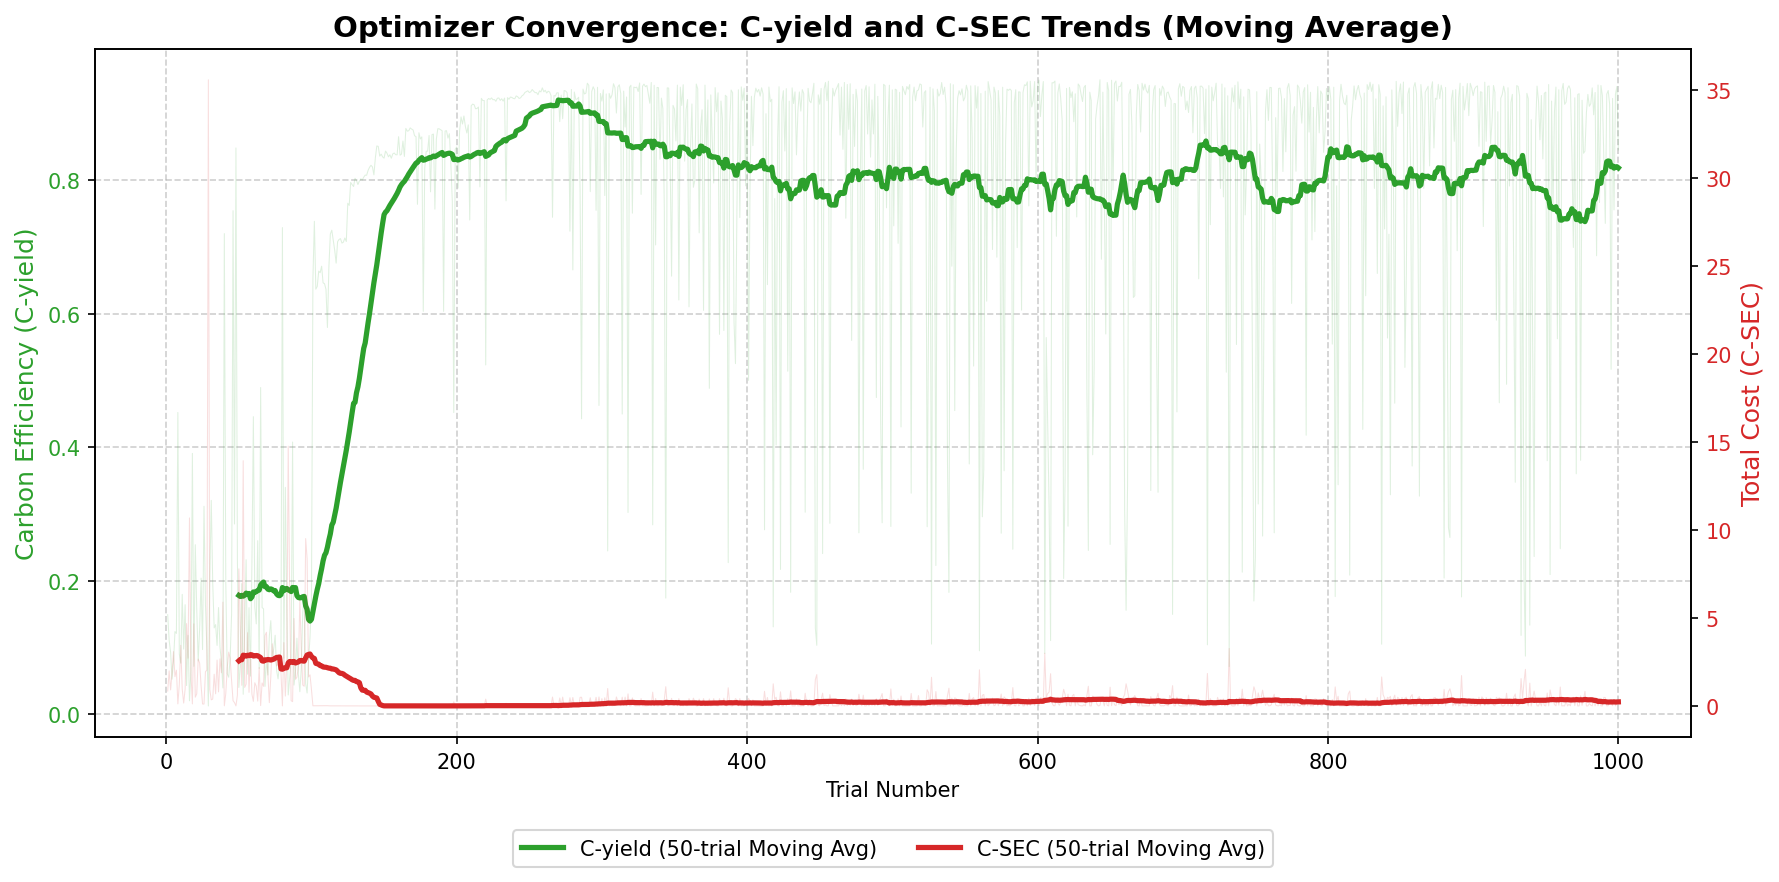 Optimizer Convergence: C-yield and C-SEC Trends (Moving Average)
Carbon Efficiency (C-yield)
0.8
0.6
0.4
0.2
0.0
35
30
25
20
15
10
5
0
Total Cost (C-SEC)
0 200 400 600 800 1000
Trial Number
C-yield (50-trial Moving Avg) C-SEC (50-trial Moving Avg)